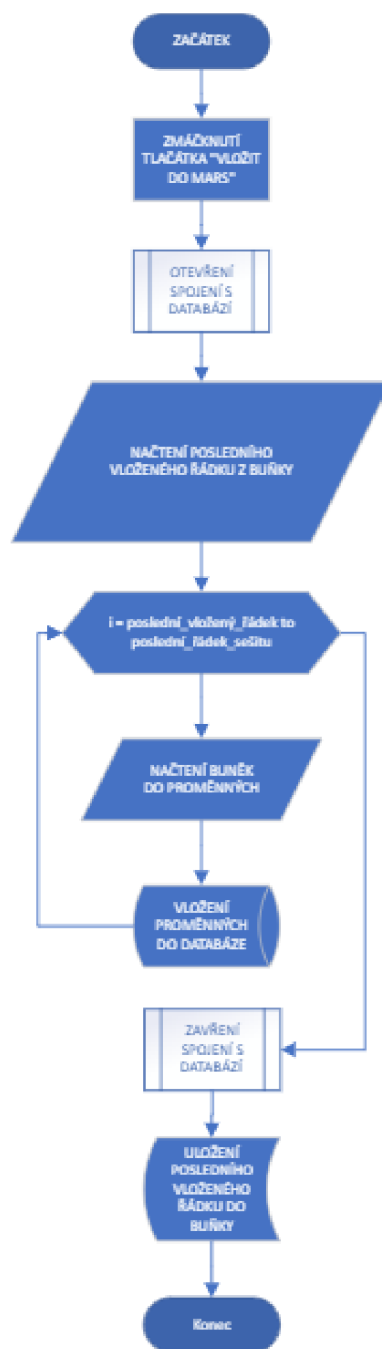 ZAČÁTEK
ZMÁČKNUTÍ
TLAČÁTKA "VLOŽIT
DO MARS"
OTEVŘENÍ
SPOJENÍ S
DATABÁZÍ
NAČTENÍ POSLEDNÍHO
VLOŽENÉHO ŘÁDKU Z BUŇKY
i = poslední_vložený_řádek to
poslední_řádek_sešitu
NAČTENÍ BUNĚK
DO PROMĚNNÝCH
VLOŽENÍ
PROMĚNNÝCH
DO DATABÁZE
ZAVŘENÍ
SPOJENÍ S
DATABÁZÍ
ULOŽENÍ
POSLEDNÍHO
VLOŽENÉHO
ŘÁDKU DO
BUŇKY
Konec